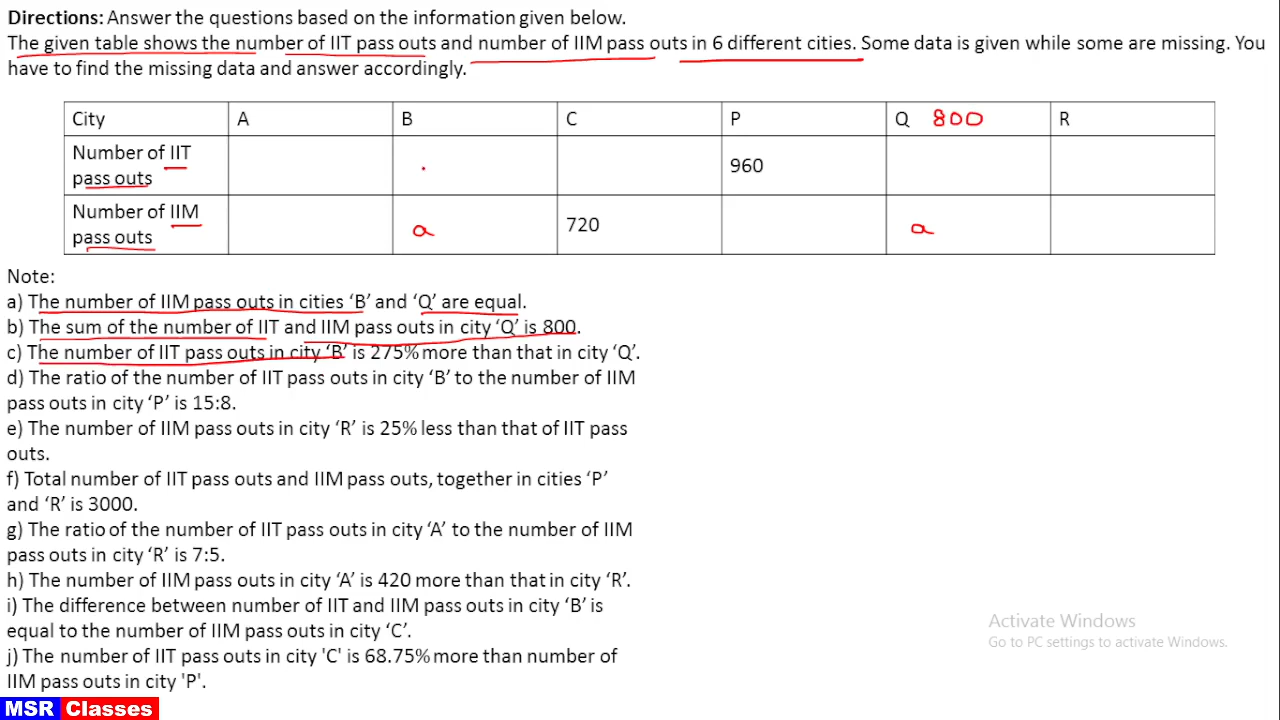 Directions: Answer the questions based on the information given below.
The given table shows the number of IIT pass outs and number of IIM pass outs in 6 different cities. Some data is given while some are missing. You
have to find the missing data and answer accordingly.
City A B C P Q 800 R
Number of IIT
pass outs
960
Number of IIM
pass outs
a 720 a
Note:
a) The number of IIM pass outs in cities ‘B’ and ‘Q’ are equal.
b) The sum of the number of IIT and IIM pass outs in city ‘Q’ is 800.
c) The number of IIT pass outs in city ‘B’ is 275% more than that in city ‘Q’.
d) The ratio of the number of IIT pass outs in city ‘B’ to the number of IIM
pass outs in city ‘P’ is 15:8.
e) The number of IIM pass outs in city ‘R’ is 25% less than that of IIT pass
outs.
f) Total number of IIT pass outs and IIM pass outs, together in cities ‘P’
and ‘R’ is 3000.
g) The ratio of the number of IIT pass outs in city ‘A’ to the number of IIM
pass outs in city ‘R’ is 7:5.
h) The number of IIM pass outs in city ‘A’ is 420 more than that in city ‘R’.
i) The difference between number of IIT and IIM pass outs in city ‘B’ is
equal to the number of IIM pass outs in city ‘C’.
j) The number of IIT pass outs in city 'C' is 68.75% more than number of
IIM pass outs in city 'P'.
Activate Windows
Go to PC settings to activate Windows.
MSR Classes